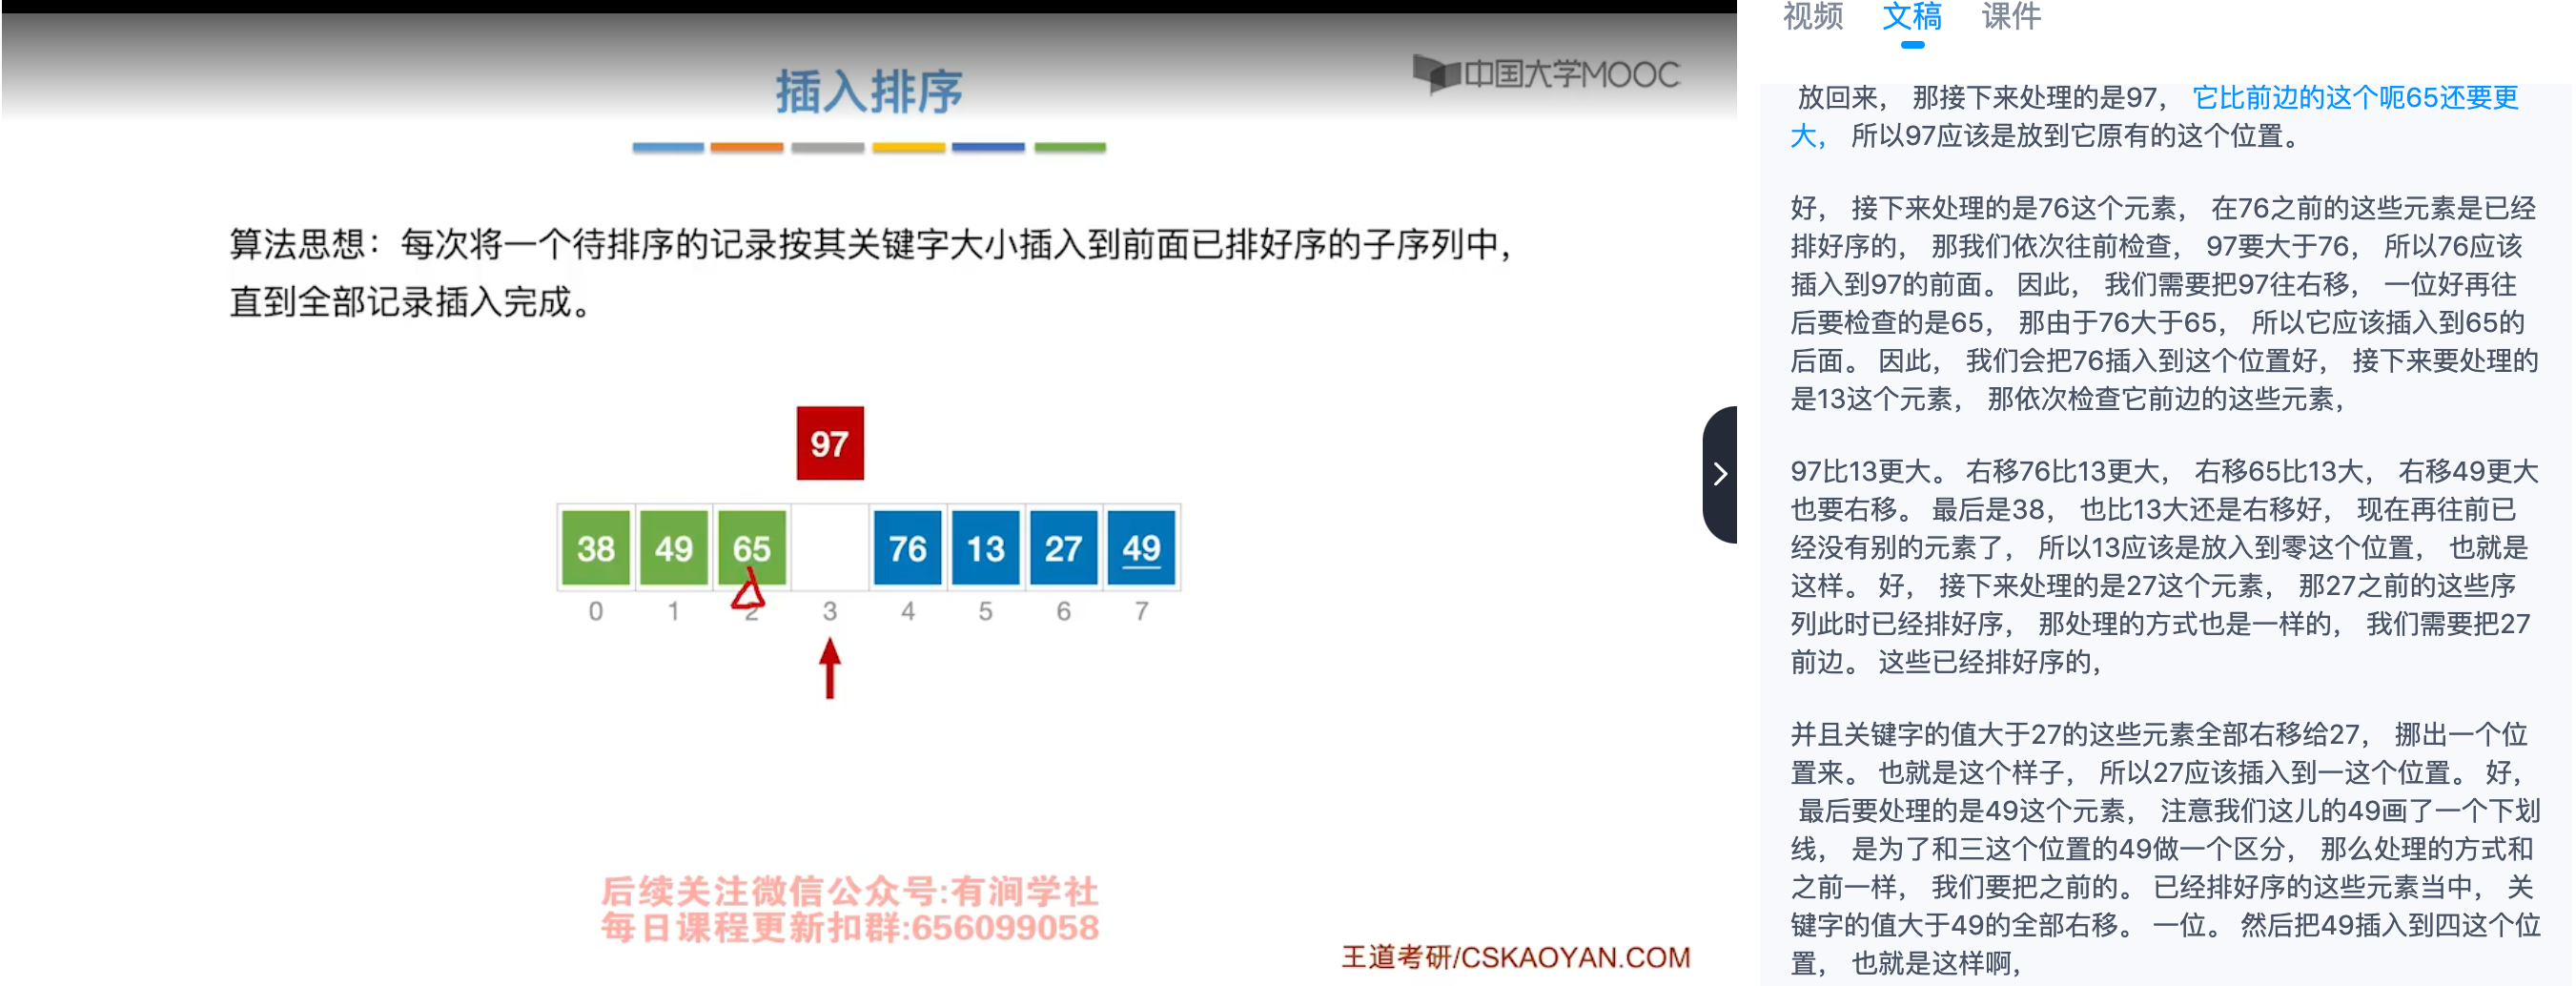 插入排序
中国大学MOOC
算法思想：每次将一个待排序的记录按其关键字大小插入到前面已排好序的子序列中，
直到全部记录插入完成。
97
38 49 65 76 13 27 49
0 1 2 3 4 5 6 7
后续关注微信公众号:有涧学社
每日课程更新扣群:656099058
王道考研/CSKAOYAN.COM
视频 文稿 课件
放回来， 那接下来处理的是97， 它比前边的这个呃65还要更
大， 所以97应该是放到它原有的这个位置。
好， 接下来处理的是76这个元素， 在76之前的这些元素是已经
排好序的， 那我们依次往前检查， 97要大于76， 所以76应该
插入到97的前面。 因此， 我们需要把97往右移， 一位好再往
后要检查的是65， 那由于76大于65， 所以它应该插入到65的
后面。 因此， 我们会把76插入到这个位置好， 接下来要处理的
是13这个元素， 那依次检查它前边的这些元素，
97比13更大。 右移76比13更大， 右移65比13大， 右移49更大
也要右移。 最后是38， 也比13大还是右移好， 现在再往前已
经没有别的元素了， 所以13应该是放入到零这个位置， 也就是
这样。 好， 接下来处理的是27这个元素， 那27之前的这些序
列此时已经排好序， 那处理的方式也是一样的， 我们需要把27
前边。 这些已经排好序的，
并且关键字的值大于27的这些元素全部右移给27， 挪出一个位
置来。 也就是这个样子， 所以27应该插入到一这个位置。 好，
最后要处理的是49这个元素， 注意我们这儿的49画了一个下划
线， 是为了和三这个位置的49做一个区分， 那么处理的方式和
之前一样， 我们要把之前的。 已经排好序的这些元素当中， 关
键字的值大于49的全部右移。 一位。 然后把49插入到四这个位
置， 也就是这样啊，